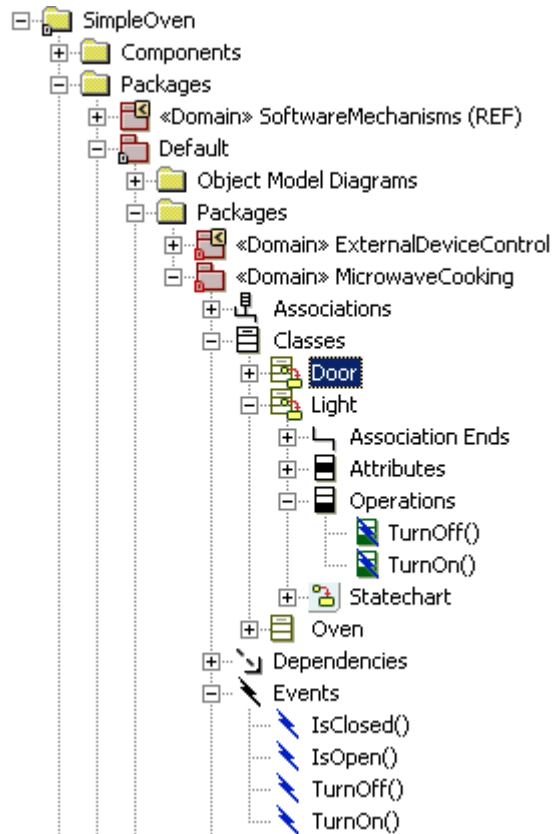 SimpleOven
Components
Packages
«Domain» SoftwareMechanisms (REF)
Default
Object Model Diagrams
Packages
«Domain» ExternalDeviceControl
«Domain» MicrowaveCooking
Associations
Classes
Door
Light
Association Ends
Attributes
Operations
TurnOff()
TurnOn()
Statechart
Oven
Dependencies
Events
IsClosed()
IsOpen()
TurnOff()
TurnOn()